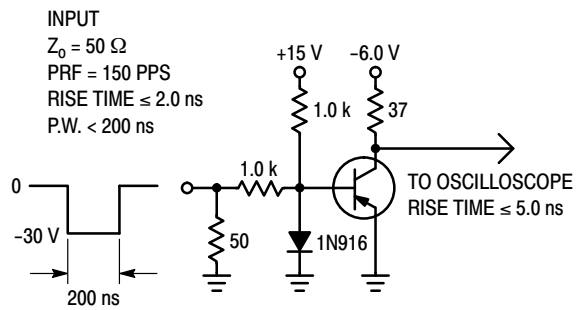 INPUT
Zo = 50 Ω
PRF = 150 PPS
RISE TIME ≤ 2.0 ns
P.W. < 200 ns
+15 V
−6.0 V
1.0 k
37
1.0 k
0
−30 V
50
1N916
TO OSCILLOSCOPE
RISE TIME ≤ 5.0 ns
200 ns